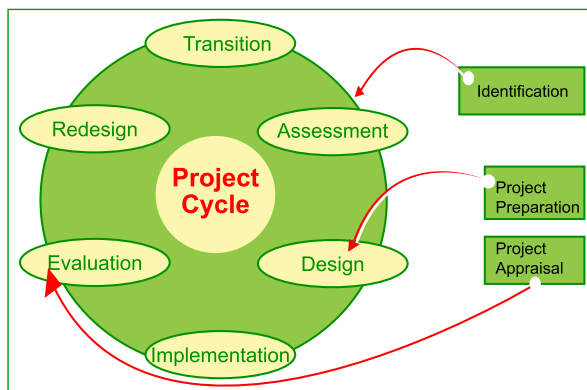 Transition
Redesign
Assessment
Identification
Project
Cycle
Project
Preparation
Evaluation
Design
Project
Appraisal
Implementation